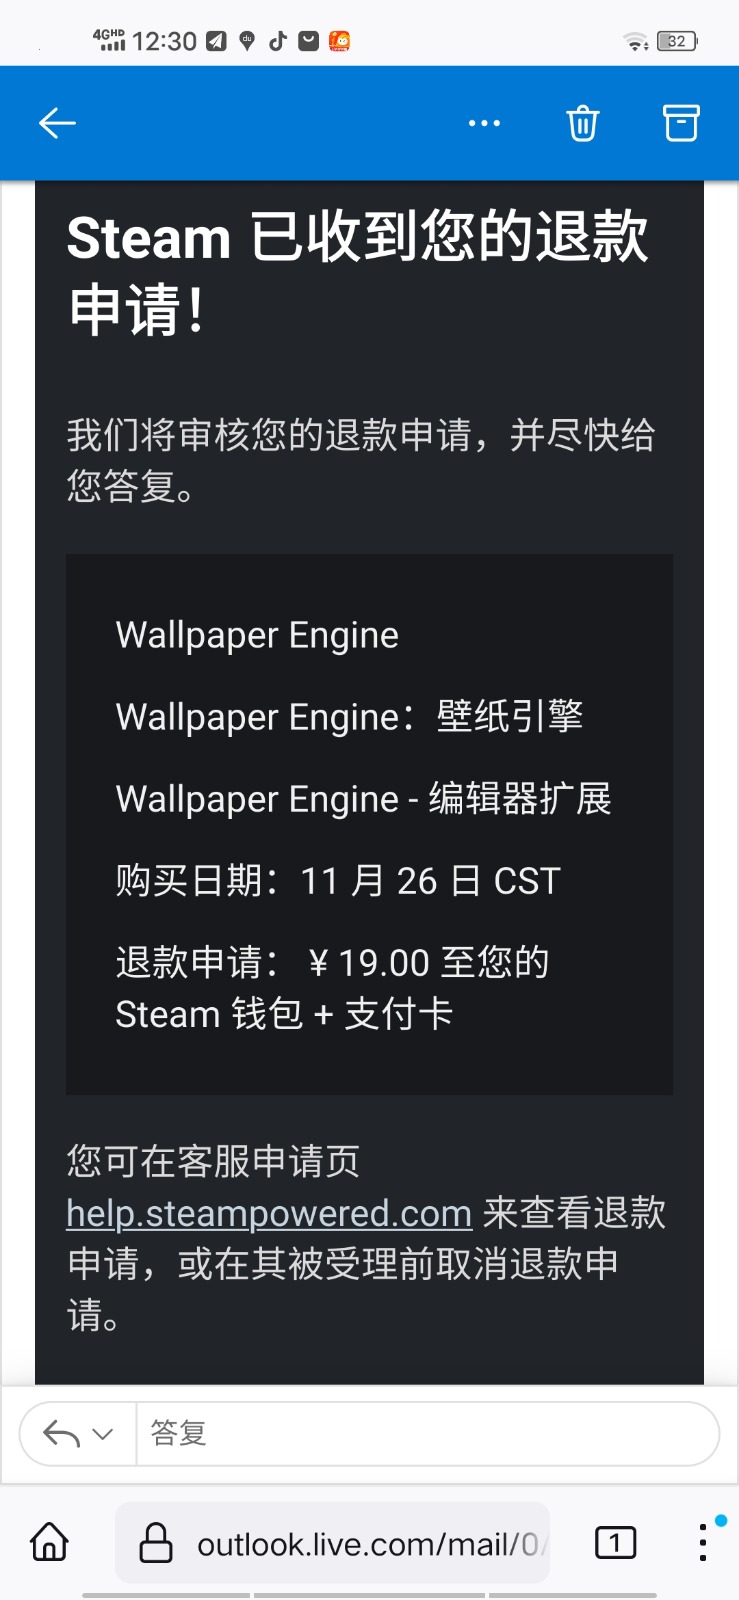 4GHD 12:30 du 32
Steam 已收到您的退款
申请！
我们将审核您的退款申请，并尽快给
您答复。
Wallpaper Engine
Wallpaper Engine：壁纸引擎
Wallpaper Engine - 编辑器扩展
购买日期：11 月 26 日 CST
退款申请： ¥ 19.00 至您的
Steam 钱包 + 支付卡
您可在客服申请页
help.steampowered.com 来查看退款
申请，或在其被受理前取消退款申
请。
答复
outlook.live.com/mail/0/ 1